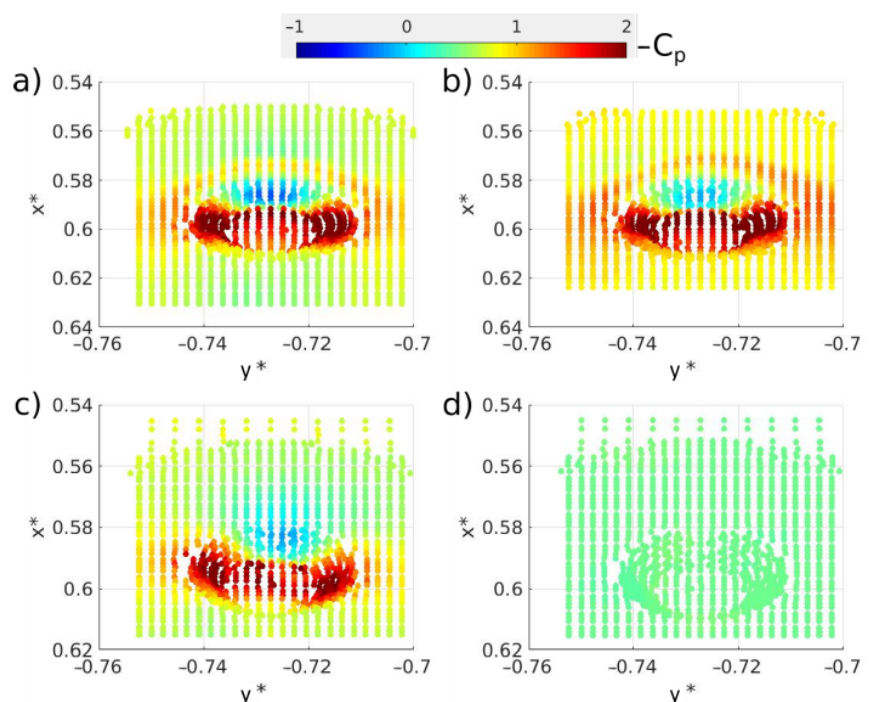 –1 0 1 2
–Cp
a) b)
0.54 0.54
0.56 0.56
0.58 0.58
x* x*
0.6 0.6
0.62 0.62
0.64 0.64
–0.76 –0.74 –0.72 –0.7 –0.76 –0.74 –0.72 –0.7
y* y*
c) d)
0.54 0.54
0.56 0.56
x* 0.58 x* 0.58
0.6 0.6
0.62 0.62
–0.76 –0.74 –0.72 –0.7 –0.76 –0.74 –0.72 –0.7
y* y*